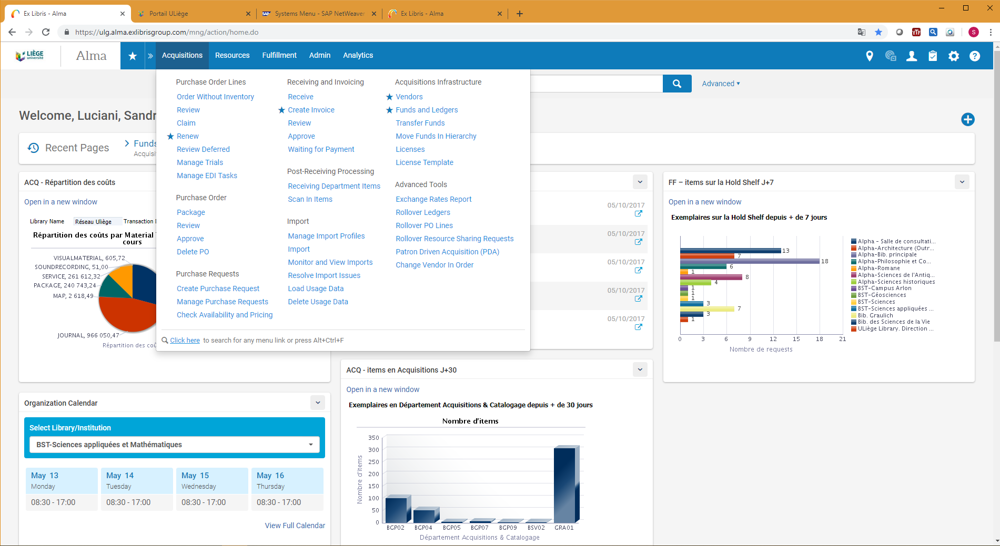 Ex Libris - Alma
Portail ULiège
Systems Menu - SAP NetWeaver
Ex Libris - Alma
https://ulg.alma.exlibrisgroup.com/mng/action/home.do
YTF
S
LIÈGE
université
Alma
Acquisitions
Resources
Fulfillment
Admin
Analytics
Advanced
Purchase Order Lines
Order Without Inventory
Review
Claim
Renew
Review Deferred
Manage Trials
Manage EDI Tasks
Purchase Order
Package
Review
Approve
Delete PO
Purchase Requests
Create Purchase Request
Manage Purchase Requests
Check Availability and Pricing
Receiving and Invoicing
Receive
Create Invoice
Review
Approve
Waiting for Payment
Post-Receiving Processing
Receiving Department Items
Scan In Items
Import
Manage Import Profiles
Import
Monitor and View Imports
Resolve Import Issues
Load Usage Data
Delete Usage Data
Acquisitions Infrastructure
Vendors
Funds and Ledgers
Transfer Funds
Move Funds In Hierarchy
Licenses
License Template
Advanced Tools
Exchange Rates Report
Rollover Ledgers
Rollover PO Lines
Rollover Resource Sharing Requests
Patron Driven Acquisition (PDA)
Change Vendor In Order
Click here to search for any menu link or press Alt+Ctrl+F
Welcome, Luciani, Sandr
Recent Pages
Funds
Acquisi
ACQ - Répartition des coûts
Open in a new window
Library Name
Réseau Uliège
Transaction
Répartition des coûts par Material
cours
VISUALMATERIAL, 605,72
SOUNDRECORDING, 51,00
SERVICE, 261 612,32
PACKAGE, 240 743,24
MAP, 2 618,49
JOURNAL, 966 050,47
Répartition des coû
05/10/2017
05/10/2017
05/10/2017
05/10/2017
05/10/2017
FF – items sur la Hold Shelf J+7
Open in a new window
Exemplaires sur la Hold Shelf depuis + de 7 jours
13
7
18
6
1
8
4
1
1
1
3
7
3
1
0 3 6 9 12 15 18 21
Nombre de requests
Alpha - Salle de consultati...
Alpha-Architecture (Outr...
Alpha-Bib. principale
Alpha-Philosophie et Co...
Alpha-Romane
Alpha-Sciences de l'Antiq...
Alpha-Sciences historiques
BST-Campus Arlon
BST-Géosciences
BST-Sciences
BST-Sciences appliquées ...
Bib. Graulich
Bib. des Sciences de la Vie
ULiège Library. Direction ...
Organization Calendar
Select Library/Institution
BST-Sciences appliquées et Mathématiques
May 13
Monday
08:30 - 17:00
May 14
Tuesday
08:30 - 17:00
May 15
Wednesday
08:30 - 17:00
May 16
Thursday
08:30 - 17:00
View Full Calendar
ACQ - items en Acquisitions J+30
Open in a new window
Exemplaires en Département Acquisitions & Catalogage depuis + de 30 jours
Nombre d'items
Nombre d'items
350
300
250
200
150
100
50
0
BGP02 BGP04 BGP05 BGP07 BGP09 BSV02 GRA01
Département Acquisitions & Catalogage